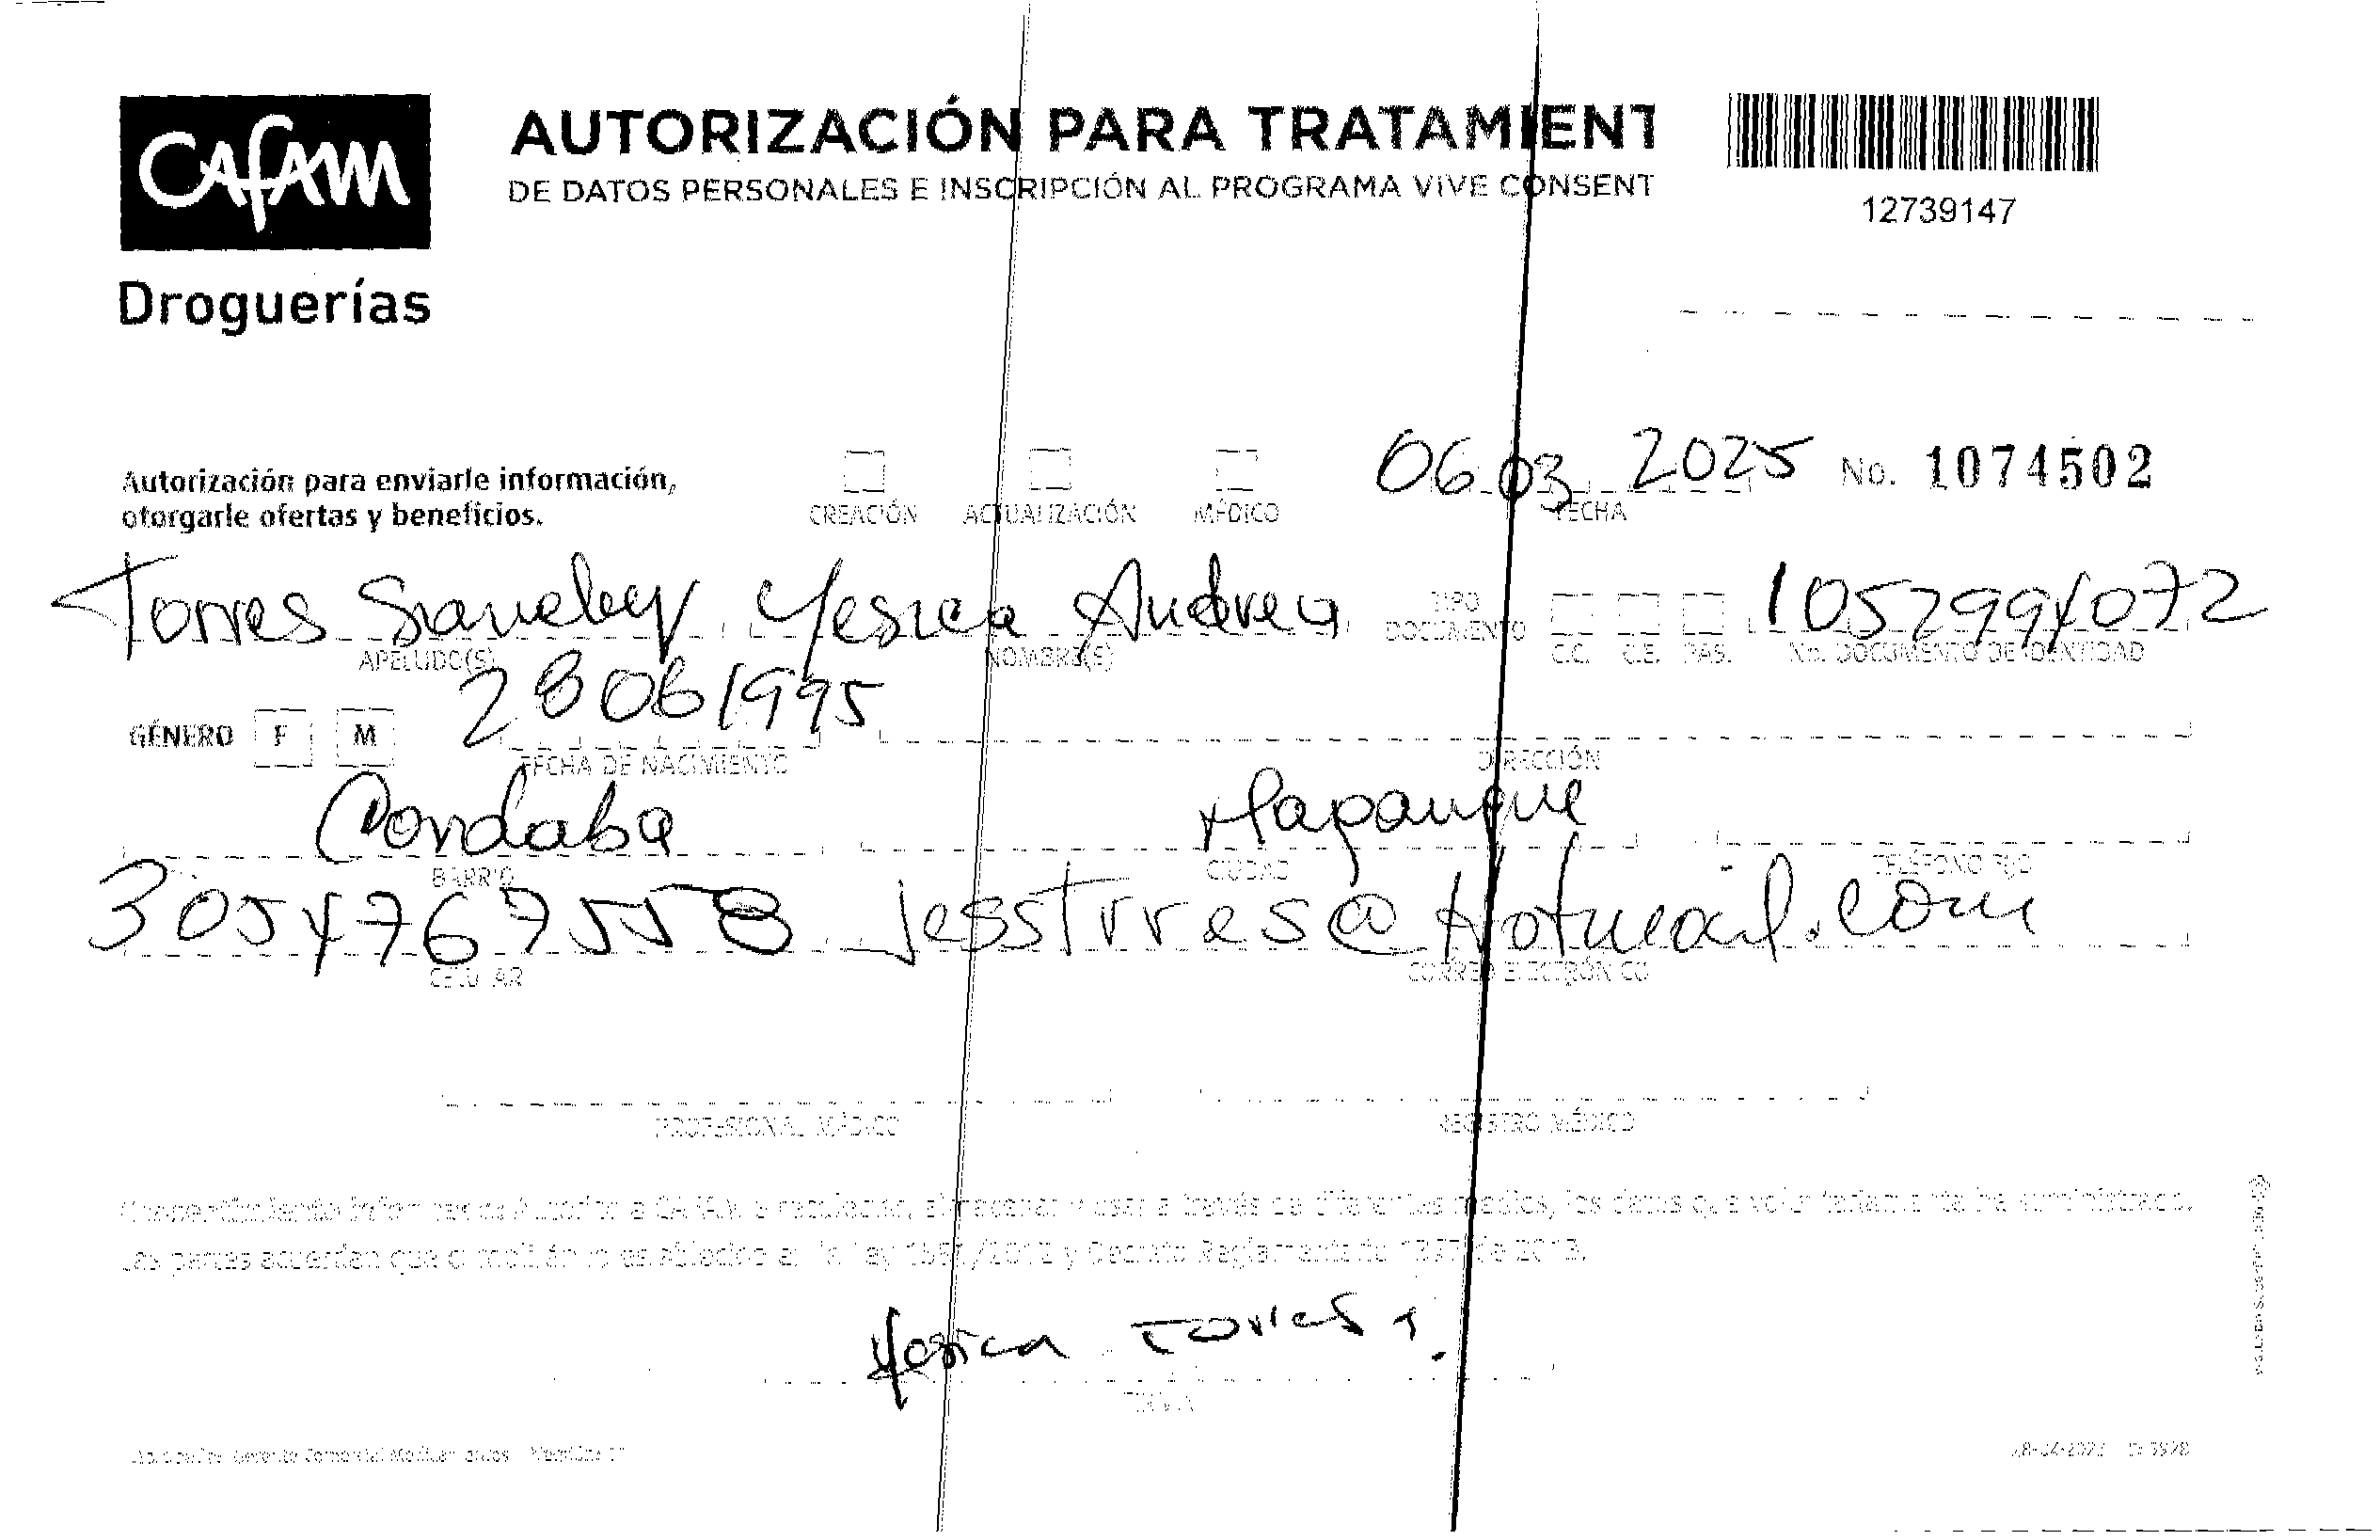 CAFAM
Droguerías
AUTORIZACIÓN PARA TRATAMIENT
DE DATOS PERSONALES E INSCRIPCIÓN AL PROGRAMA VIVE CONSENT
12739147
Autorización para enviarle información,
otorgarle ofertas y beneficios.
CREACIÓN ACTUALIZACIÓN MÉDICO
06 03 2025
FECHA
No. 1074502
Torres Yesica Andrea
APELLIDO(S) NOMBRE(S)
TIPO DOCUMENTO C.C. C.E. PAS.
1052994072
No. DOCUMENTO DE IDENTIDAD
GÉNERO F M
28061995
FECHA DE NACIMIENTO
DIRECCIÓN
Cordaba
BARRIO
CIUDAD
TELÉFONO FIJO
3054767558
CELULAR
jesstrres@Hotmail.com
CORREO ELECTRÓNICO
PROFESIONAL MÉDICO
REGISTRO MÉDICO
Yesica Torres
FIRMA